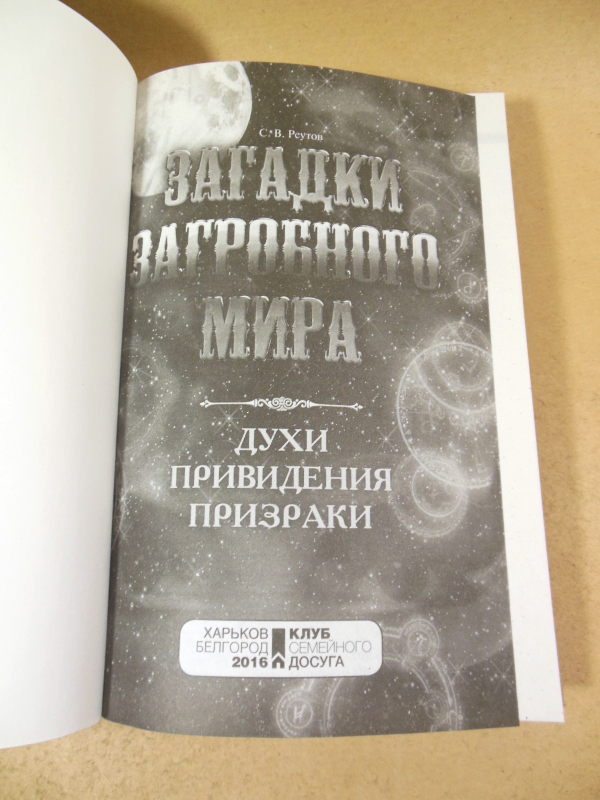 С. В. Реутов
ЗАГАДКИ
ЗАГРОБНОГО
МИРА
ДУХИ
ПРИВИДЕНИЯ
ПРИЗРАКИ
ХАРЬКОВ
БЕЛГОРОД
2016
КЛУБ
СЕМЕЙНОГО
ДОСУГА